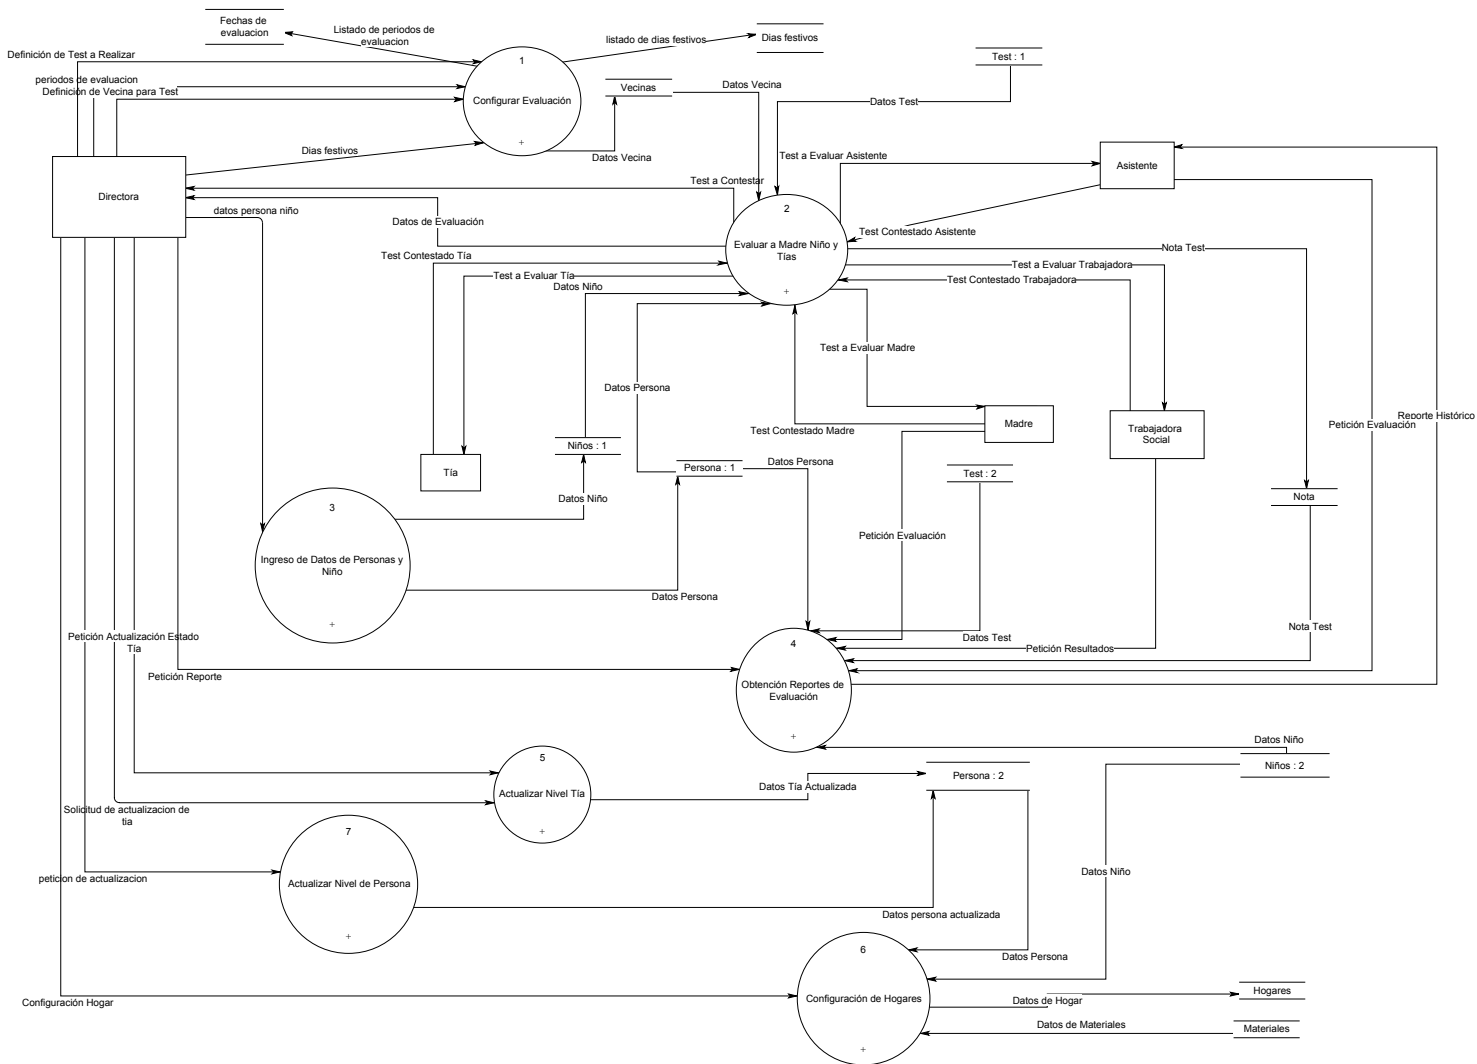 Fechas de
evaluacion
Listado de periodos de
evaluacion
listado de dias festivos
Dias festivos
Definición de Test a Realizar
1
Test : 1
periodos de evaluacion
Definición de Vecina para Test
Configurar Evaluación
Vecinas
Datos Vecina
Datos Test
+
Dias festivos
Datos Vecina
Test a Evaluar Asistente
Asistente
Directora
Test a Contestar
datos persona niño
Datos de Evaluación
2
Evaluar a Madre Niño y
Tías
+
Test Contestado Asistente
Nota Test
Test Contestado Tía
Test a Evaluar Tía
Datos Niño
Test a Evaluar Trabajadora
Test Contestado Trabajadora
Test a Evaluar Madre
Datos Persona
Test Contestado Madre
Madre
Trabajadora
Social
Petición Evaluación
Reporte Histórico
Niños : 1
Tía
Persona : 1
Datos Persona
Test : 2
Nota
Datos Niño
3
Ingreso de Datos de Personas y
Niño
+
Petición Evaluación
Datos Persona
Petición Actualización Estado
Tía
Petición Reporte
Datos Test
Petición Resultados
Nota Test
4
Obtención Reportes de
Evaluación
+
Datos Niño
Niños : 2
5
Actualizar Nivel Tía
+
Datos Tía Actualizada
Persona : 2
Solicitud de actualizacion de
tia
7
Actualizar Nivel de Persona
+
peticion de actualizacion
Datos Niño
Datos persona actualizada
Datos Persona
6
Configuración de Hogares
+
Configuración Hogar
Datos de Hogar
Hogares
Datos de Materiales
Materiales